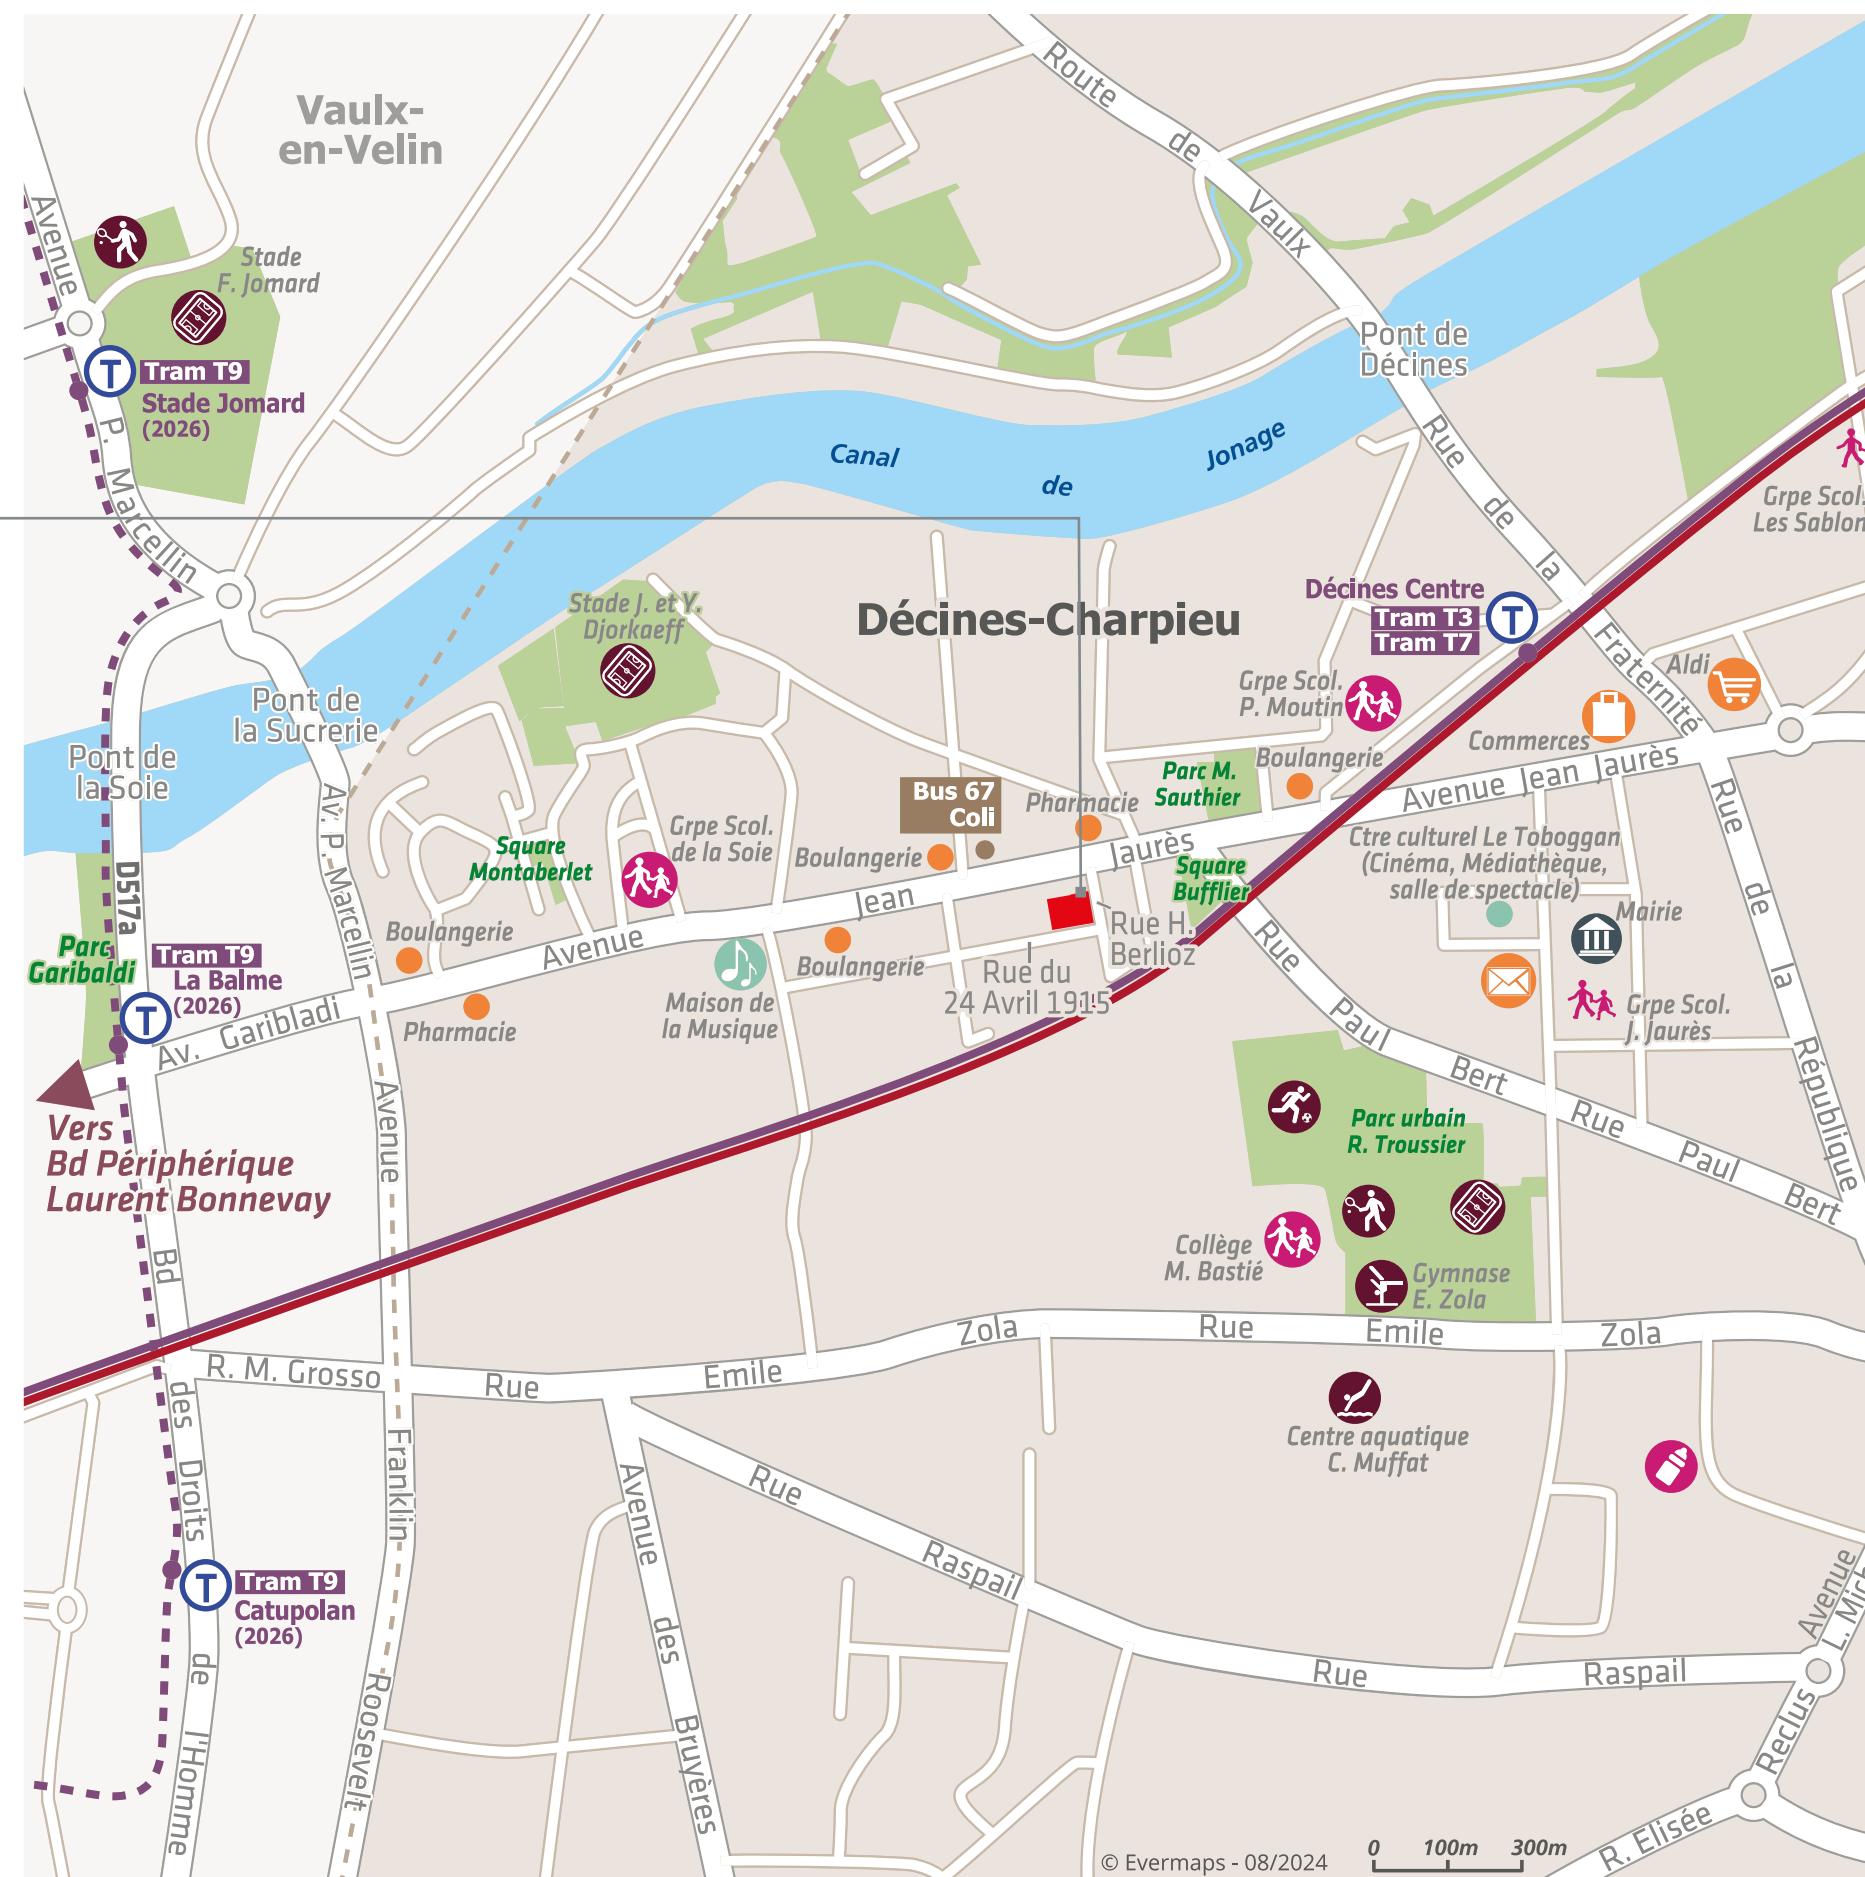 Vaulx-
en-Velin
Route
de
Vaulx
Avenue
Stade
F. Jomard
T
Tram T9
Stade Jomard
(2026)
P.
Marcellin
Pont de
Décines
Canal
de
Jonage
Rue
de
la
Fraternité
Grpe Scol.
Les Sablon
Décines Centre
Tram T3
Tram T7
T
Décines-Charpieu
Stade J. et Y.
Djorkaeff
Grpe Scol.
P. Moutin
Aldi
Commerces
Pont de
la Sucrerie
Pont de
la Soie
Boulangerie
Parc M.
Sauthier
Avenue Jean Jaurès
Bus 67
Coli
Pharmacie
Av. P. Marcellin
Square
Montaberlet
Grpe Scol.
de la Soie
Boulangerie
Jaurès
Square
Bufflier
Ctre culturel Le Toboggan
(Cinéma, Médiathèque,
salle de spectacle)
Rue
de
la
République
D517a
Jean
Mairie
Boulangerie
Avenue
Rue H.
Berlioz
Rue
Paul
Bert
Parc
Garibaldi
Tram T9
La Balme
(2026)
T
Boulangerie
Rue du
24 Avril 1915
Maison de
la Musique
Pharmacie
Av. Garibladi
Grpe Scol.
J. Jaurès
Vers
Bd Périphérique
Laurent Bonnevay
Avenue
Parc urbain
R. Troussier
Rue
Paul
Bert
Collège
M. Bastié
Gymnase
E. Zola
Bd
des
Droits
de
l'Homme
R. M. Grosso
Rue
Emile
Zola
Rue
Emile
Zola
Franklin
Roosevelt
Centre aquatique
C. Muffat
Avenue
des
Bruyères
Rue
Raspail
Rue
Raspail
T
Tram T9
Catupolan
(2026)
Avenue
L. Mich
Reclus
R. Elisée
© Evermaps - 08/2024
0 100m 300m